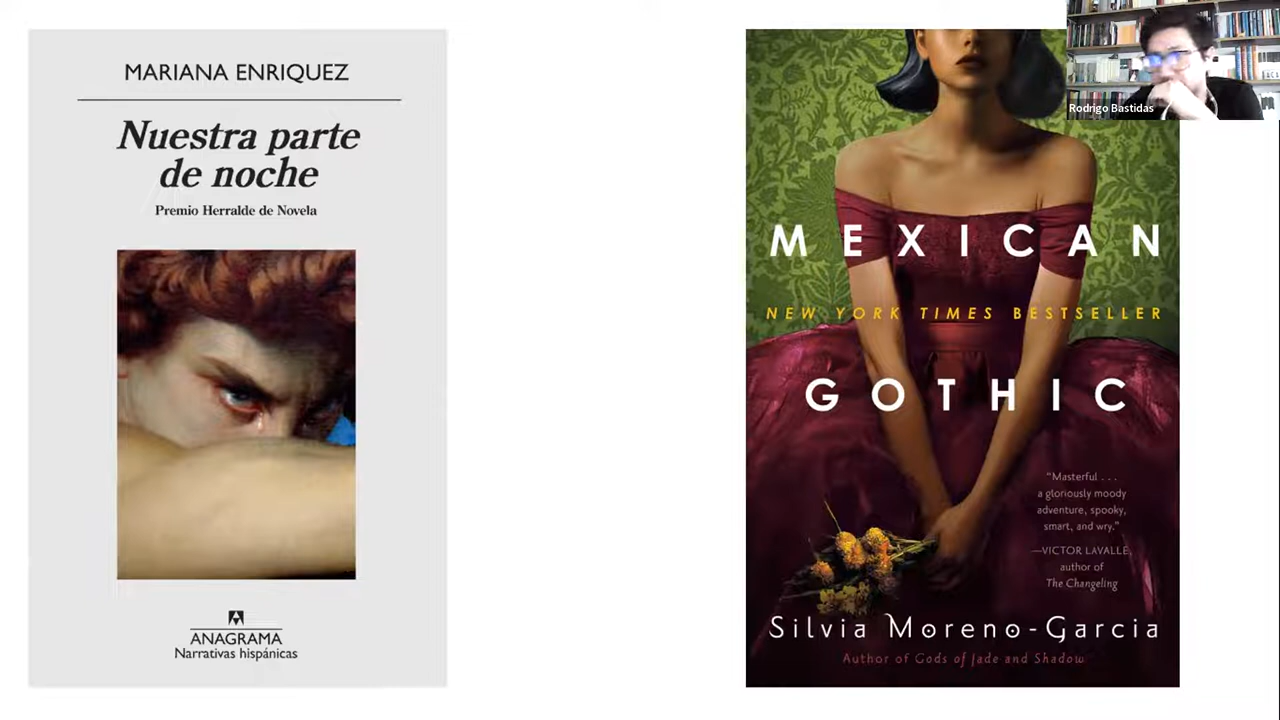 MARIANA ENRIQUEZ
Nuestra parte
de noche
Premio Herralde de Novela
ANAGRAMA
Narrativas hispánicas
MEXICAN
NEW YORK TIMES BESTSELLER
GOTHIC
"Masterful . . .
a gloriously moody
adventure, spooky,
smart, and wry."
—VICTOR LAVALLE,
author of
The Changeling
Silvia Moreno-Garcia
Author of Gods of Jade and Shadow
Rodrigo Bastidas